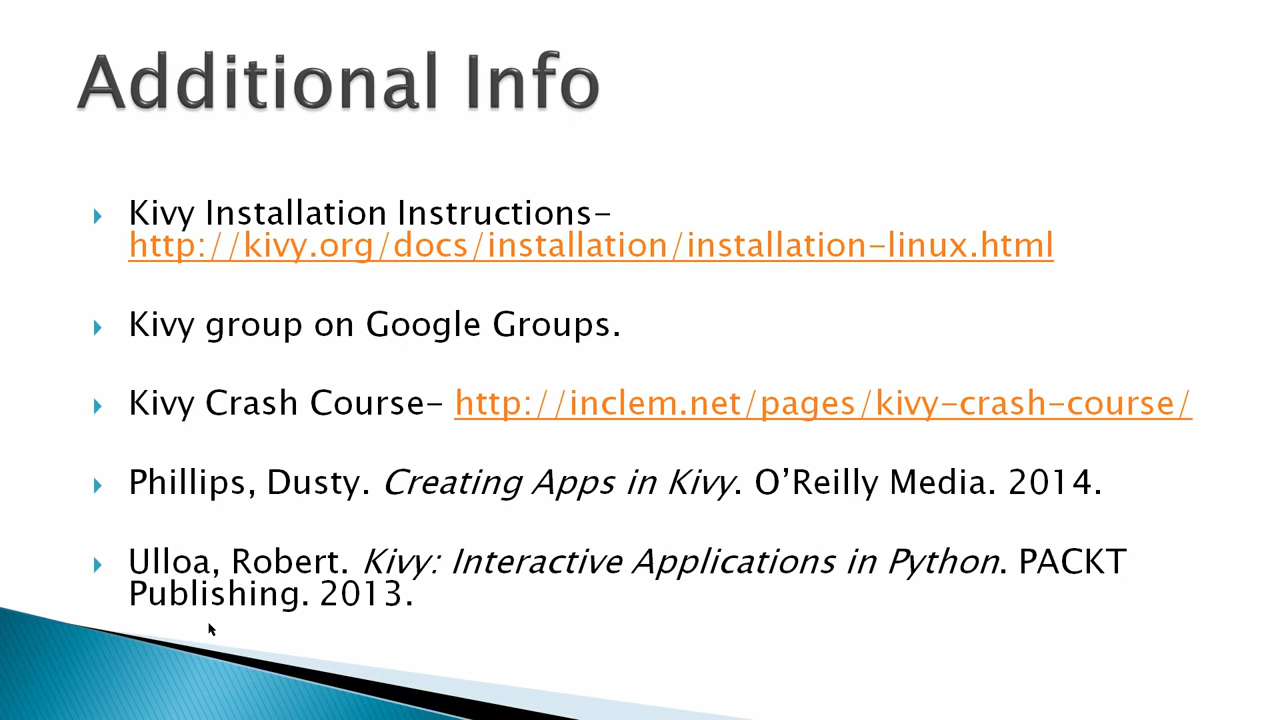 Additional Info
Kivy Installation Instructions-
http://kivy.org/docs/installation/installation-linux.html
Kivy group on Google Groups.
Kivy Crash Course- http://inclem.net/pages/kivy-crash-course/
Phillips, Dusty. Creating Apps in Kivy. O’Reilly Media. 2014.
Ulloa, Robert. Kivy: Interactive Applications in Python. PACKT
Publishing. 2013.